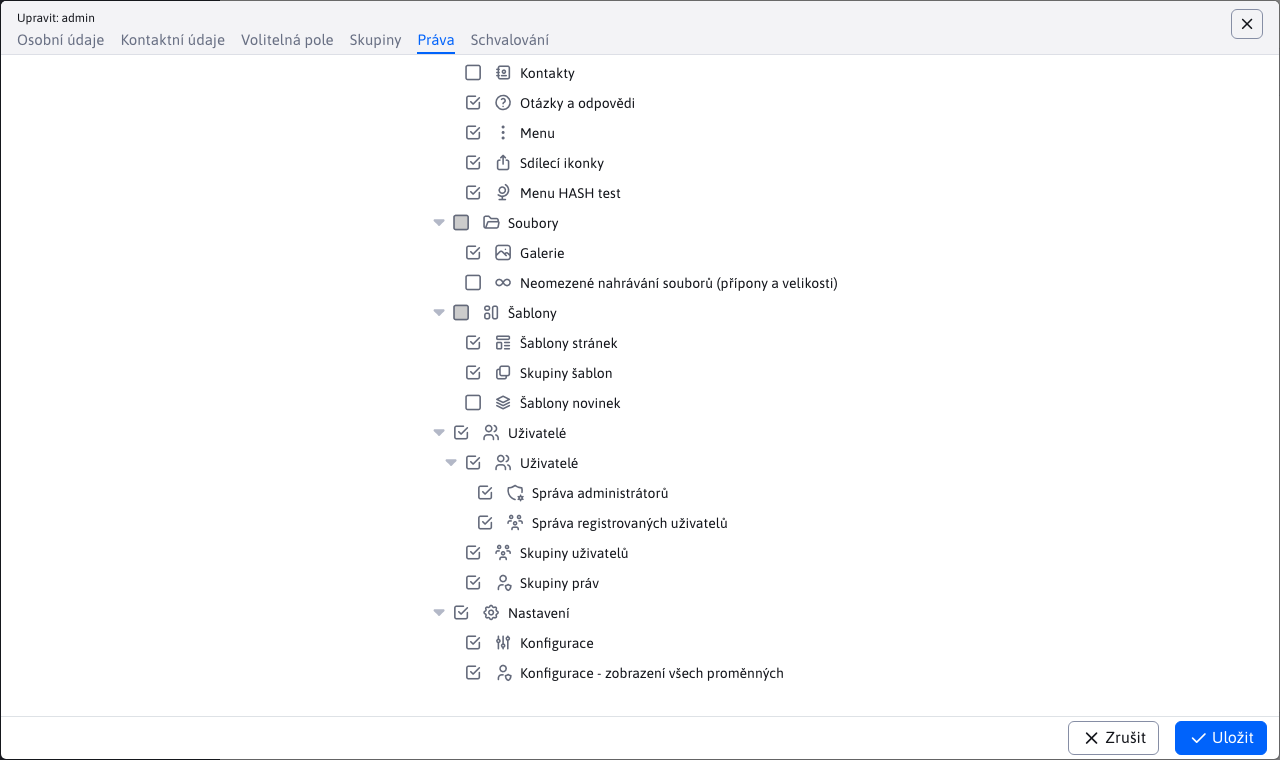 Upravit: admin
Osobní údaje Kontaktní údaje Volitelná pole Skupiny Práva Schvalování
Kontakty
Otázky a odpovědi
Menu
Sdílecí ikonky
Menu HASH test
Soubory
Galerie
Neomezené nahrávání souborů (přípony a velikosti)
Šablony
Šablony stránek
Skupiny šablon
Šablony novinek
Uživatelé
Uživatelé
Správa administrátorů
Správa registrovaných uživatelů
Skupiny uživatelů
Skupiny práv
Nastavení
Konfigurace
Konfigurace - zobrazení všech proměnných
Zrušit Uložit